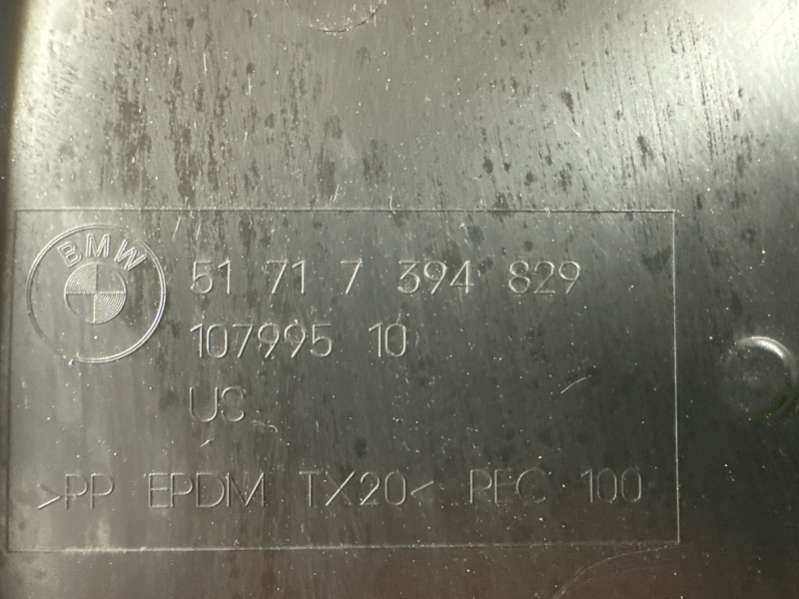 BMW
51 71 7 394 829
107995 10
US
>PP EPDM TX20< REC 100